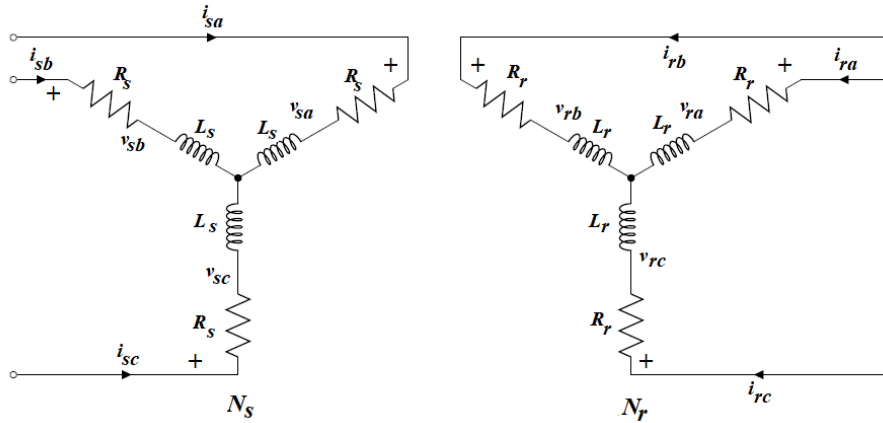 i_sa
i_sb
+
R_s
v_sb
L_s
L_s
v_sa
R_s
+
L_s
v_sc
R_s
i_sc
+
N_s
i_rb
i_ra
+
R_r
v_rb
L_r
L_r
v_ra
R_r
+
L_r
v_rc
R_r
+
i_rc
N_r